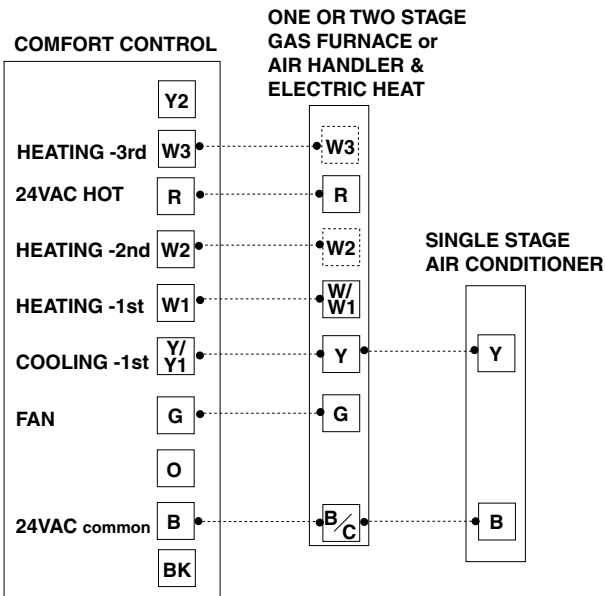 ONE OR TWO STAGE
GAS FURNACE or
AIR HANDLER &
ELECTRIC HEAT
COMFORT CONTROL
Y2
HEATING -3rd W3 W3
24VAC HOT R R
SINGLE STAGE
AIR CONDITIONER
HEATING -2nd W2 W2
HEATING -1st W1 W/
W1
COOLING -1st Y/
Y1 Y Y
FAN G G
O
24VAC common B B/C B
BK